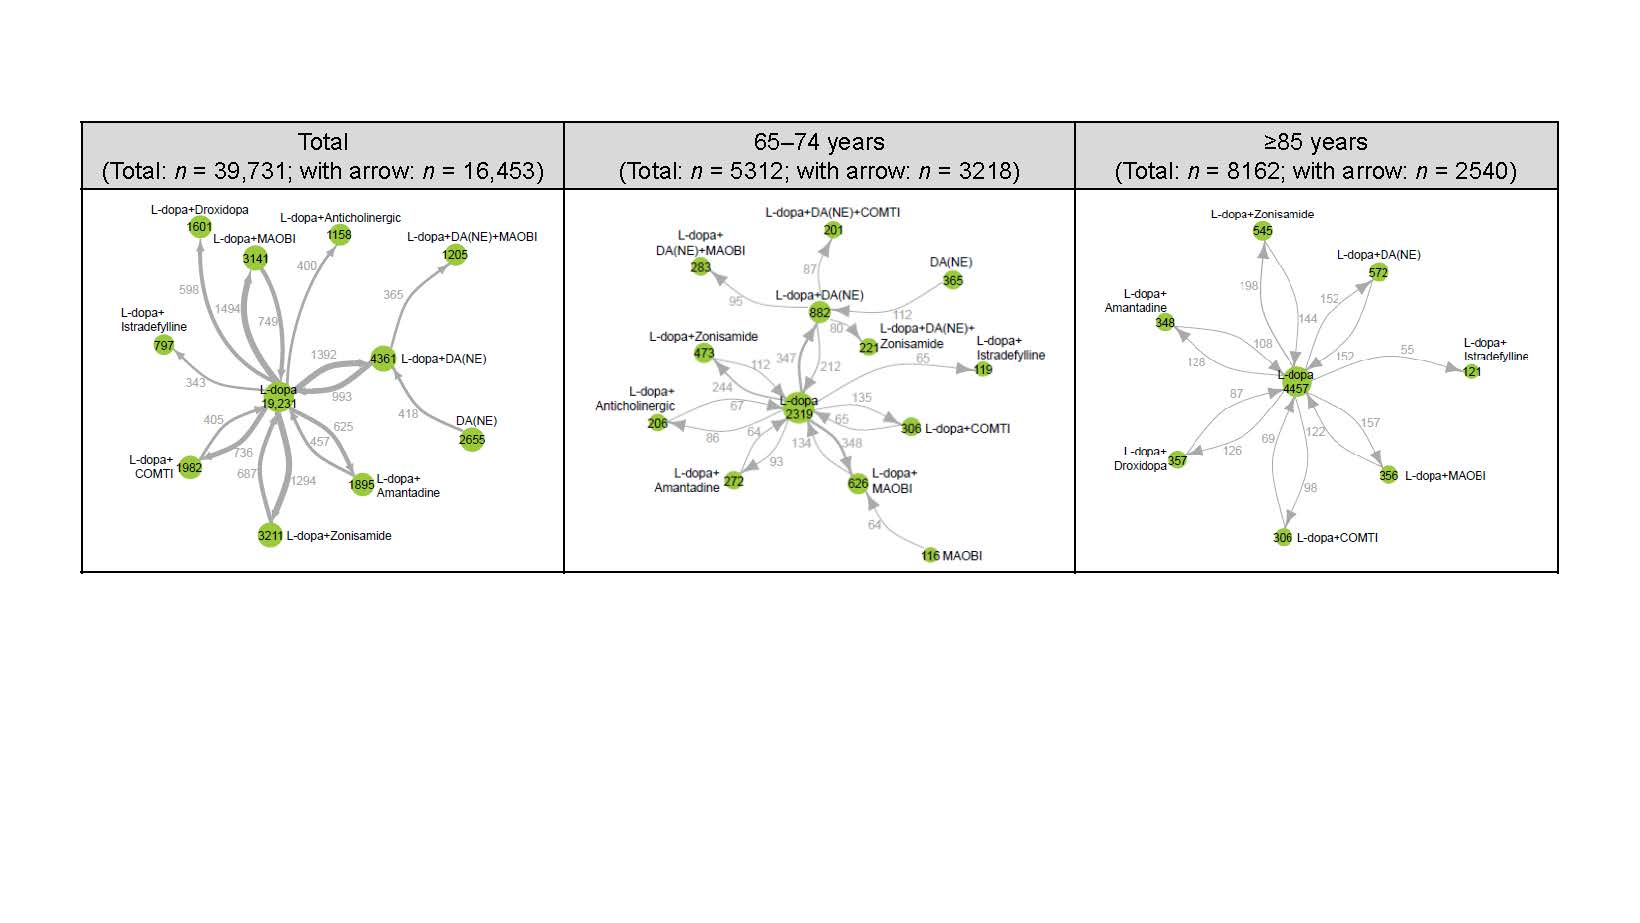 Total
(Total: n = 39,731; with arrow: n = 16,453)
65–74 years
(Total: n = 5312; with arrow: n = 3218)
≥85 years
(Total: n = 8162; with arrow: n = 2540)
L-dopa+Droxidopa
1601
L-dopa+MAOBI
3141
L-dopa+Anticholinergic
1158
L-dopa+DA(NE)+MAOBI
1205
400
598
1494
749
365
L-dopa+
Istradefylline
797
1392
4361 L-dopa+DA(NE)
343
L-dopa
19,231
993
418
405
625
DA(NE)
2655
736
457
L-dopa+
COMTI
1982
687
1294
1895
L-dopa+
Amantadine
3211 L-dopa+Zonisamide
L-dopa+DA(NE)+COMTI
201
L-dopa+
DA(NE)+MAOBI
283
87
DA(NE)
365
95
L-dopa+DA(NE)
882
112
80
L-dopa+DA(NE)+
Zonisamide
221
L-dopa+Zonisamide
473
112
347
212
65
L-dopa+
Istradefylline
119
244
L-dopa+
Anticholinergic
206
67
L-dopa
2319
135
65
306 L-dopa+COMTI
86
64
134
348
93
L-dopa+
Amantadine
272
626
L-dopa+
MAOBI
64
116 MAOBI
L-dopa+Zonisamide
545
L-dopa+DA(NE)
572
198
152
144
L-dopa+
Amantadine
348
108
128
152
55
L-dopa+
Istradefylline
121
L-dopa
4457
87
157
69
122
126
L-dopa+
Droxidopa
357
356 L-dopa+MAOBI
98
306 L-dopa+COMTI